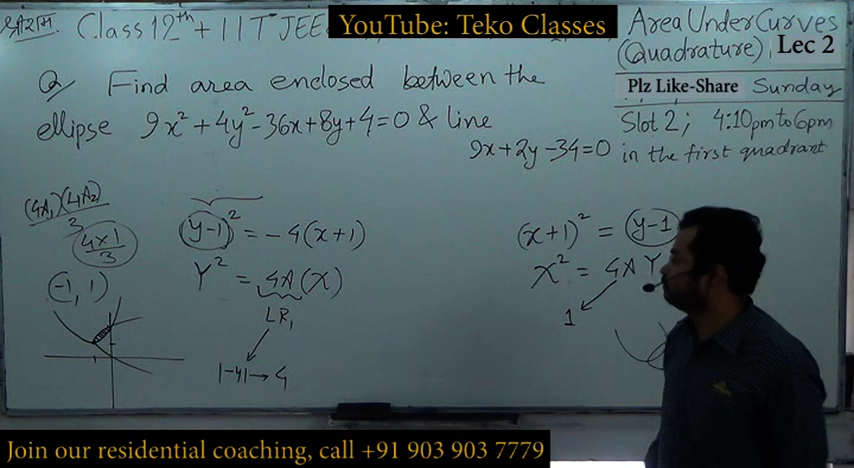 Class 12th + IIT JEE
YouTube: Teko Classes
Area Under Curves
(Quadrature)
Lec 2
Plz Like-Share
Sunday
Slot 2; 4:10pm to 6pm
Q Find area enclosed between the
ellipse 9x² + 4y² - 36x + 8y + 4 = 0 & line
9x + 2y - 34 = 0 in the first quadrant
(4A₁)(4A₂)/3
4×1/3
(-1, 1)
(y-1)² = -4(x+1)
Y² = 4A(X)
LR₁
|-4| → 4
(x+1)² = (y-1)
X² = 4A Y
1
Join our residential coaching, call +91 903 903 7779